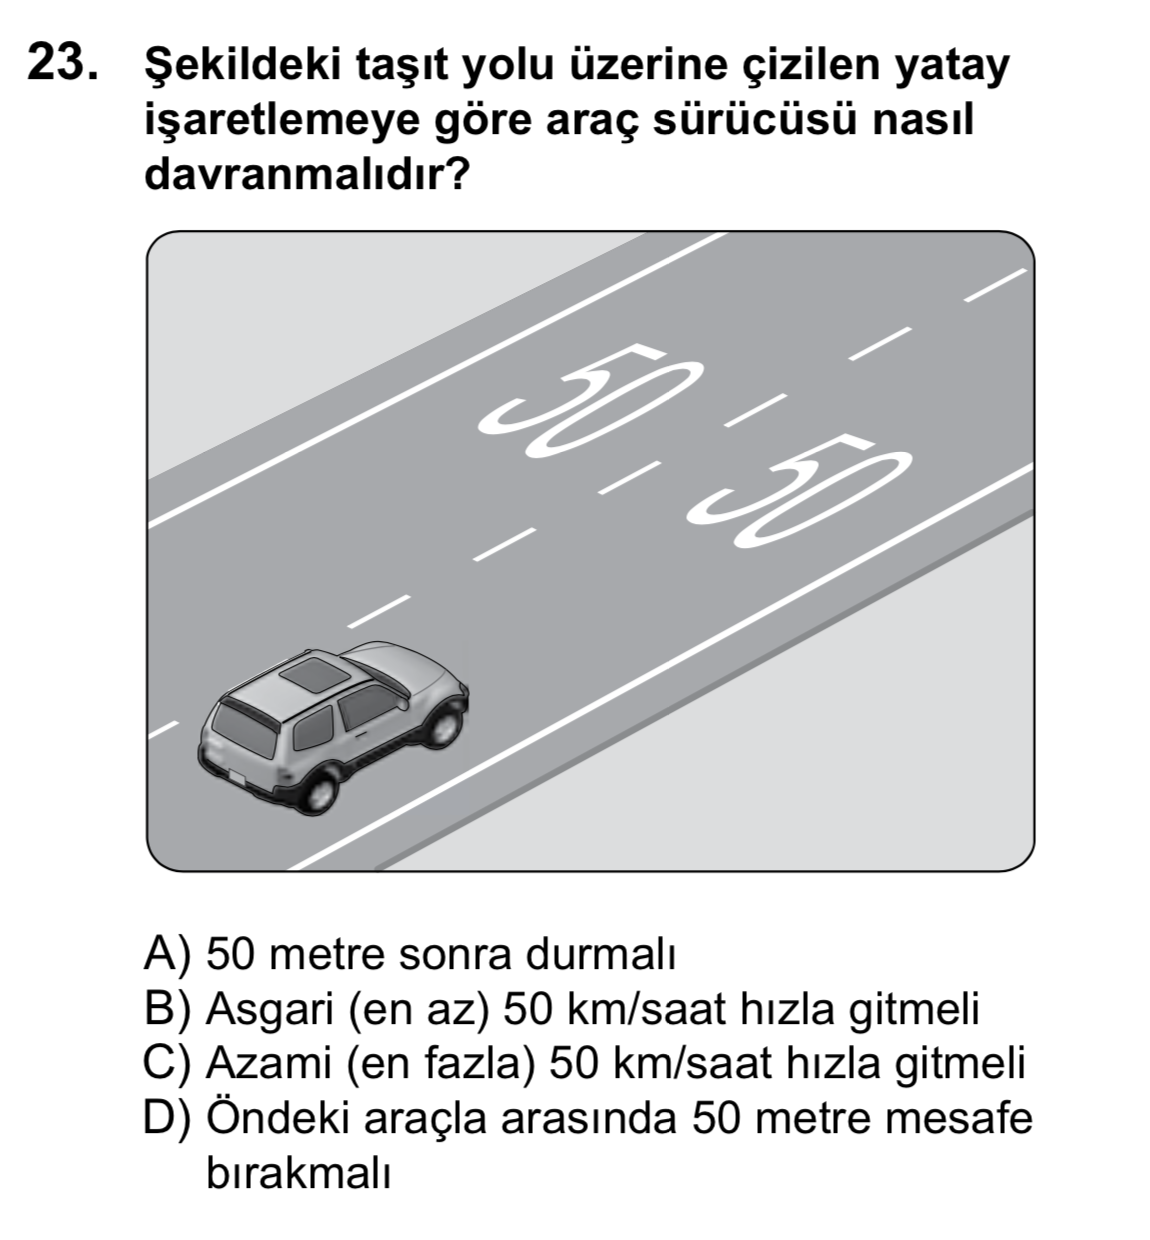 23. Şekildeki taşıt yolu üzerine çizilen yatay
işaretlemeye göre araç sürücüsü nasıl
davranmalıdır?
50
50
A) 50 metre sonra durmalı
B) Asgari (en az) 50 km/saat hızla gitmeli
C) Azami (en fazla) 50 km/saat hızla gitmeli
D) Öndeki araçla arasında 50 metre mesafe
bırakmalı